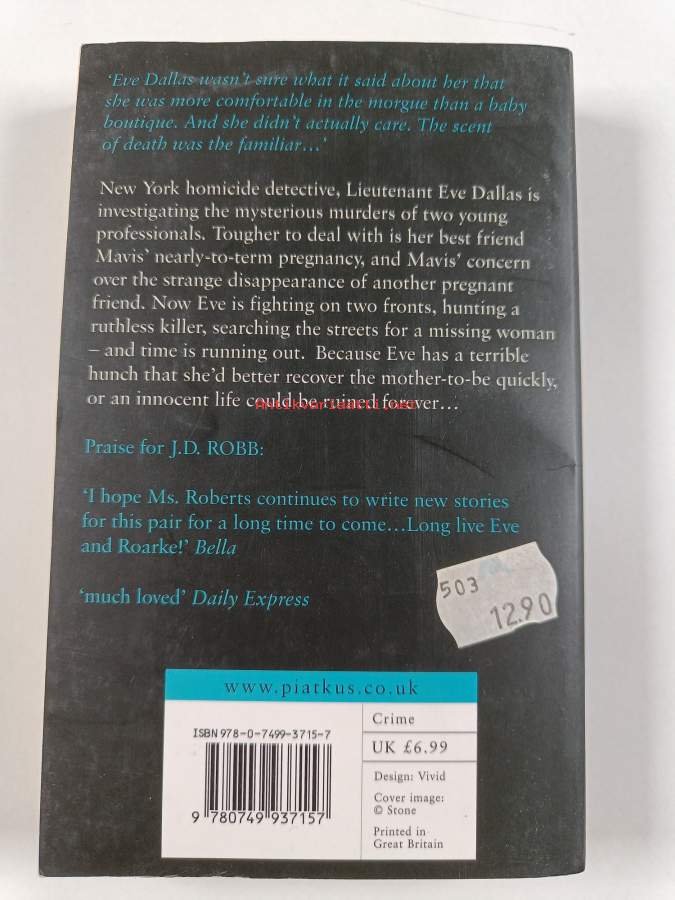 ‘Eve Dallas wasn’t sure what it said about her that
she was more comfortable in the morgue than a baby
boutique. And she didn’t actually care. The scent
of death was the familiar…’
New York homicide detective, Lieutenant Eve Dallas is
investigating the mysterious murders of two young
professionals. Tougher to deal with is her best friend
Mavis’ nearly-to-term pregnancy, and Mavis’ concern
over the strange disappearance of another pregnant
friend. Now Eve is fighting on two fronts, hunting a
ruthless killer, searching the streets for a missing woman
– and time is running out. Because Eve has a terrible
hunch that she’d better recover the mother-to-be quickly,
or an innocent life could be ruined forever…
Antikvariaatti.net
Praise for J.D. ROBB:
‘I hope Ms. Roberts continues to write new stories
for this pair for a long time to come…Long live Eve
and Roarke!’ Bella
‘much loved’ Daily Express
503
12.90
www.piatkus.co.uk
ISBN 978-0-7499-3715-7
9 780749 937157
Crime
UK £6.99
Design: Vivid
Cover image:
© Stone
Printed in
Great Britain